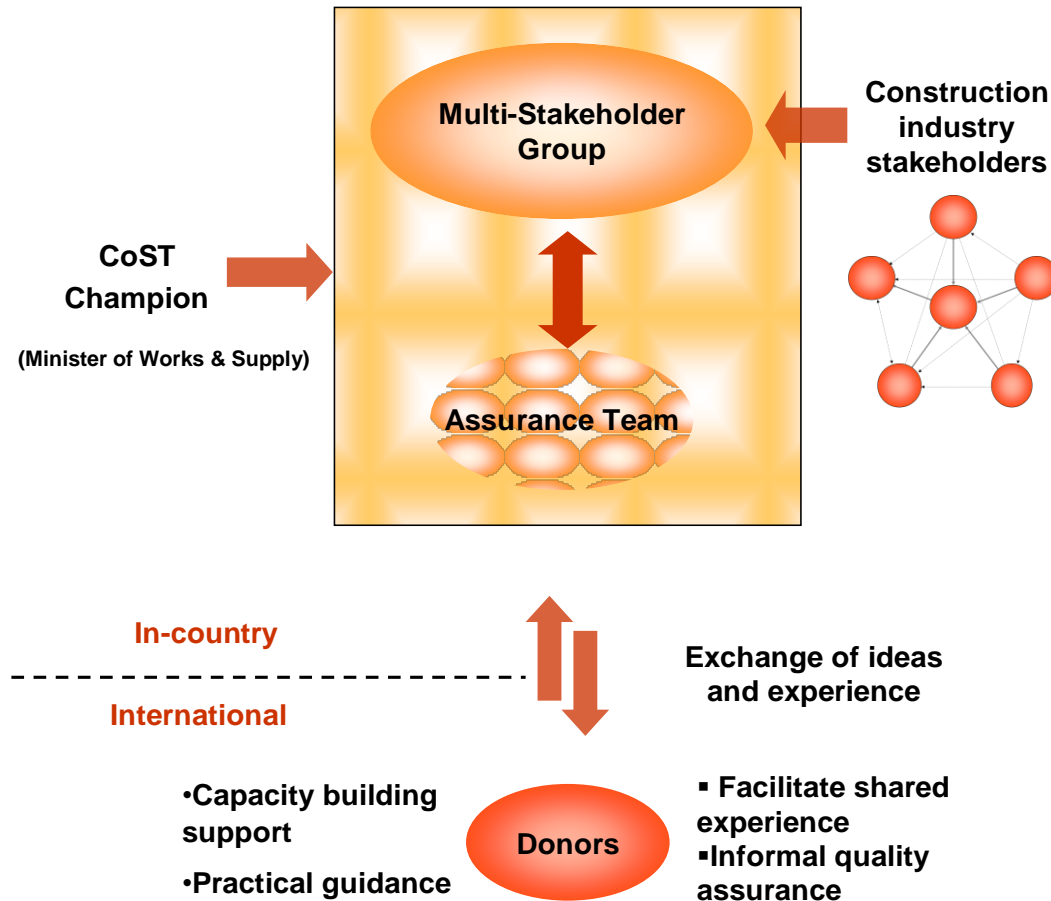 Multi-Stakeholder
Group
Construction
industry
stakeholders
CoST
Champion
(Minister of Works & Supply)
Assurance Team
In-country
International
Exchange of ideas
and experience
•Capacity building
support
•Practical guidance
Donors
▪ Facilitate shared
experience
▪Informal quality
assurance